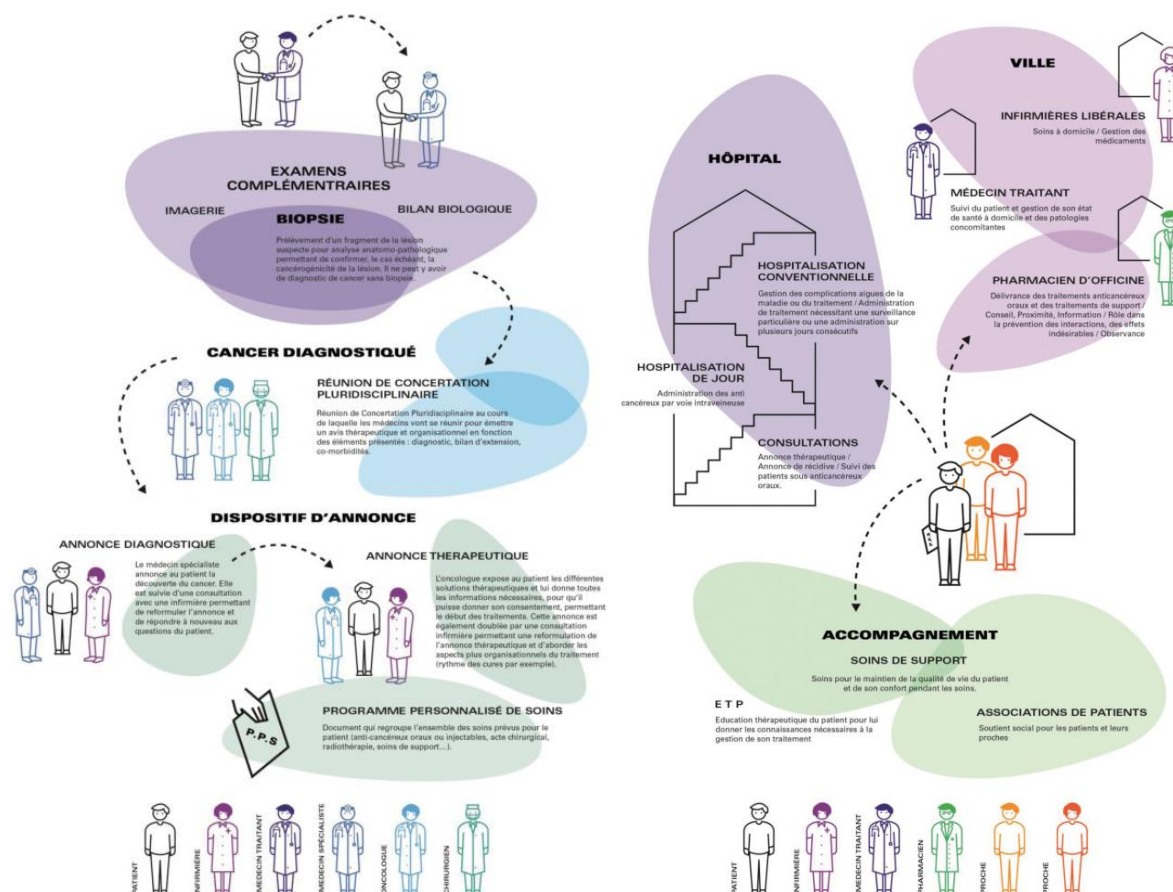 EXAMENS
COMPLÉMENTAIRES
IMAGERIE
BILAN BIOLOGIQUE
BIOPSIE
Prélèvement d'un fragment de la lésion
suspecte pour analyse anatomo-pathologique
permettant de confirmer, le cas échéant, la
cancérogénicité de la lésion. Il ne peut y avoir
de diagnostic de cancer sans biopsie.
CANCER DIAGNOSTIQUÉ
RÉUNION DE CONCERTATION
PLURIDISCIPLINAIRE
Réunion de Concertation Pluridisciplinaire au cours
de laquelle les médecins vont se réunir pour émettre
un avis thérapeutique et organisationnel en fonction
des éléments présentés : diagnostic, bilan d'extension,
co-morbidités.
DISPOSITIF D'ANNONCE
ANNONCE DIAGNOSTIQUE
Le médecin spécialiste
annonce au patient la
découverte du cancer. Elle
est suivie d'une consultation
avec une infirmière permettant
de reformuler l'annonce et
de répondre à nouveau aux
questions du patient.
ANNONCE THERAPEUTIQUE
L'oncologue expose au patient les différentes
solutions thérapeutiques et lui donne toutes
les informations nécessaires, pour qu'il
puisse donner son consentement, permettant
le début des traitements. Cette annonce est
également doublée par une consultation
infirmière permettant une reformulation de
l'annonce thérapeutique et d'aborder les
aspects plus organisationnels du traitement
(rythme des cures par exemple).
P.P.S
PROGRAMME PERSONNALISÉ DE SOINS
Document qui regroupe l'ensemble des soins prévus pour le
patient (anti-cancéreux oraux ou injectables, acte chirurgical,
radiothérapie, soins de support...).
PATIENT
INFIRMIÈRE
MEDECIN TRAITANT
MEDECIN SPÉCIALISTE
ONCOLOGUE
CHIRURGIEN
HÔPITAL
HOSPITALISATION
CONVENTIONNELLE
Gestion des complications aigues de la
maladie ou du traitement / Administration
de traitement nécessitant une surveillance
particulière ou une administration sur
plusieurs jours consécutifs
HOSPITALISATION
DE JOUR
Administration des anti
cancéreux par voie intraveineuse
CONSULTATIONS
Annonce thérapeutique /
Annonce de récidive / Suivi des
patients sous anticancéreux
oraux.
VILLE
INFIRMIÈRES LIBÉRALES
Soins à domicile / Gestion des
médicaments
MÉDECIN TRAITANT
Suivi du patient et gestion de son état
de santé à domicile et des patologies
concomitantes
PHARMACIEN D'OFFICINE
Délivrance des traitements anticancéreux
oraux et des traitements de support /
Conseil, Proximité, Information / Rôle dans
la prévention des interactions, des effets
indésirables / Observance
P.P.S
ACCOMPAGNEMENT
SOINS DE SUPPORT
Soins pour le maintien de la qualité de vie du patient
et de son confort pendant les soins.
ETP
Education thérapeutique du patient pour lui
donner les connaissances nécessaires à la
gestion de son traitement
ASSOCIATIONS DE PATIENTS
Soutient social pour les patients et leurs
proches
PATIENT
INFIRMIÈRE
MEDECIN TRAITANT
PHARMACIEN
PROCHE
PROCHE